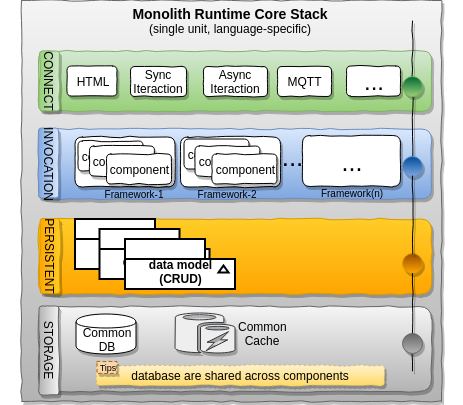 Monolith Runtime Core Stack
(single unit, language-specific)
CONNECT
HTML
Sync
Iteraction
Async
Iteraction
MQTT
...
INVOCATION
co
co
component
Framework-1
c
co
component
Framework-2
...
...
Framework(n)
PERSISTENT
data model
(CRUD)
STORAGE
Common
DB
Common
Cache
Tips
database are shared across components